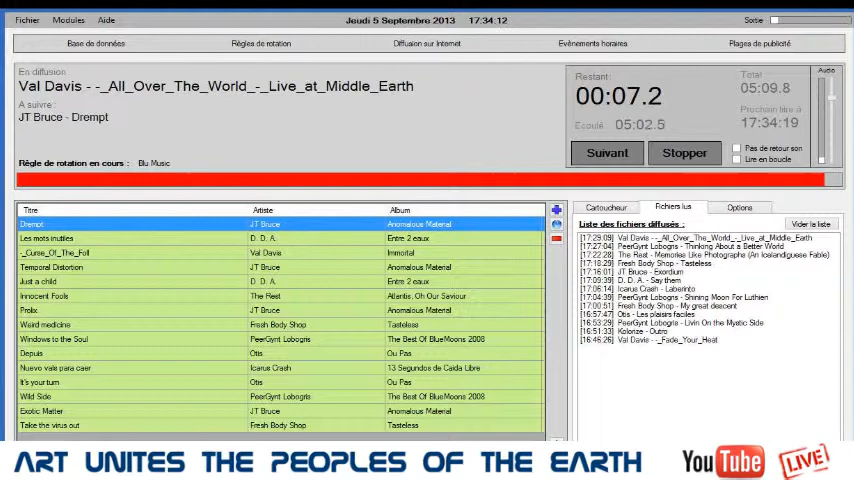 Fichier Modules Aide Jeudi 5 Septembre 2013 17:34:12 Sortie
Base de données Règles de rotation Diffusion sur Internet Evènements horaires Plages de publicité
En diffusion
Val Davis - -_All_Over_The_World_-_Live_at_Middle_Earth
A suivre :
JT Bruce - Drempt
Règle de rotation en cours : Blu Music
Restant :
00:07.2
Ecoulé 05:02.5
Total
05:09.8
Prochain titre à
17:34:19
Audio
Suivant Stopper
Pas de retour son
Lire en boucle
Titre Artiste Album
Drempt JT Bruce Anomalous Material
Les mots inutiles D. D. A. Entre 2 eaux
-_Curse_Of_The_Foll Val Davis Immortal
Temporal Distortion JT Bruce Anomalous Material
Just a child D. D. A. Entre 2 eaux
Innocent Fools The Rest Atlantis, Oh Our Saviour
Prolix JT Bruce Anomalous Material
Weird medicine Fresh Body Shop Tasteless
Windows to the Soul PeerGynt Lobogris The Best Of BlueMoons 2008
Depuis Otis Ou Pas
Nuevo vals para caer Icarus Crash 13 Segundos de Caida Libre
It's your turn Otis Ou Pas
Wild Side PeerGynt Lobogris The Best Of BlueMoons 2008
Exotic Matter JT Bruce Anomalous Material
Take the virus out Fresh Body Shop Tasteless
Cartoucheur Fichiers lus Options
Liste des fichiers diffusés : Vider la liste
[17:29:09] Val Davis - -_All_Over_The_World_-_Live_at_Middle_Earth
[17:27:04] PeerGynt Lobogris - Thinking About a Better World
[17:22:28] The Rest - Memories Like Photographs (An Icelandiguese Fable)
[17:18:29] Fresh Body Shop - Tasteless
[17:16:01] JT Bruce - Exordium
[17:09:39] D. D. A. - Say them
[17:06:14] Icarus Crash - Laberinto
[17:04:39] PeerGynt Lobogris - Shining Moon For Luthien
[17:00:51] Fresh Body Shop - My great descent
[16:57:47] Otis - Les plaisirs faciles
[16:53:29] PeerGynt Lobogris - Livin On the Mystic Side
[16:51:33] Kolorize - Outro
[16:46:26] Val Davis - -_Fade_Your_Heat
ART UNITES THE PEOPLES OF THE EARTH
YouTube LIVE